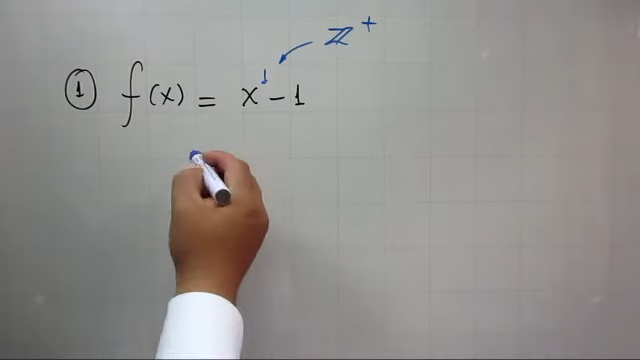 ℤ⁺
① f(x) = x¹ - 1